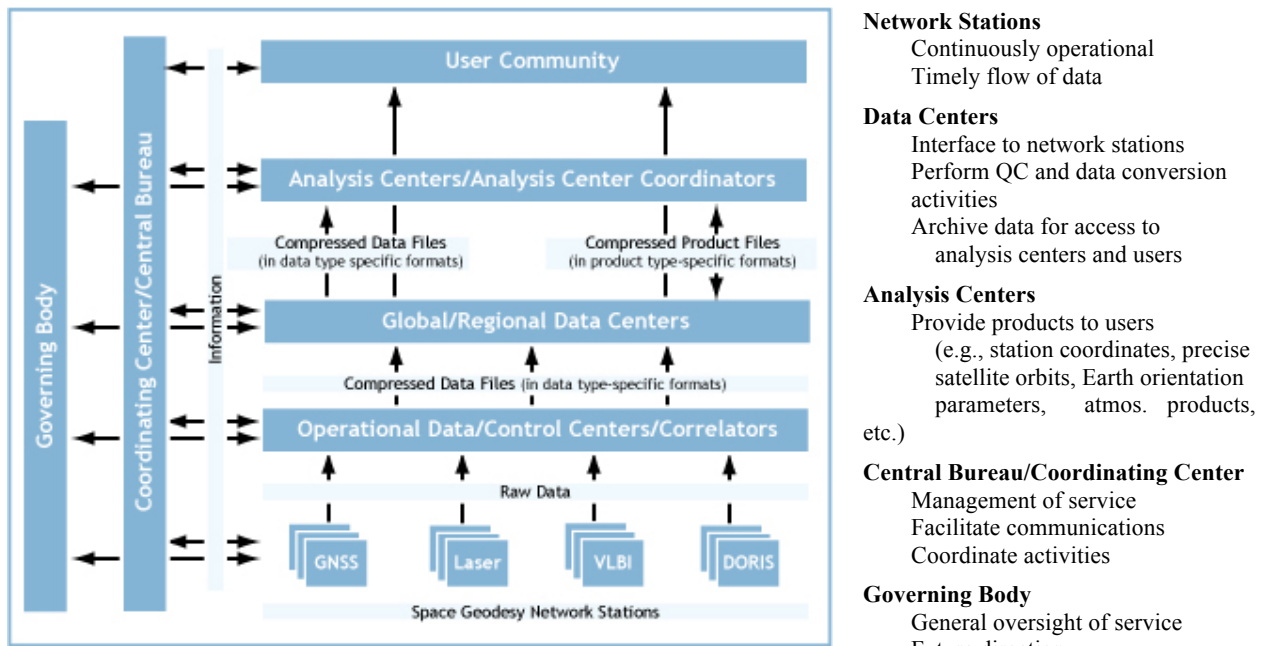 User Community
Analysis Centers/Analysis Center Coordinators
Compressed Data Files
(in data type specific formats)
Compressed Product Files
(in product type-specific formats)
Global/Regional Data Centers
Compressed Data Files (in data type-specific formats)
Operational Data/Control Centers/Correlators
Raw Data
GNSS
Laser
VLBI
DORIS
Space Geodesy Network Stations
Governing Body
Coordinating Center/Central Bureau
Information
Network Stations
Continuously operational
Timely flow of data
Data Centers
Interface to network stations
Perform QC and data conversion
activities
Archive data for access to
analysis centers and users
Analysis Centers
Provide products to users
(e.g., station coordinates, precise
satellite orbits, Earth orientation
parameters, atmos. products,
etc.)
Central Bureau/Coordinating Center
Management of service
Facilitate communications
Coordinate activities
Governing Body
General oversight of service